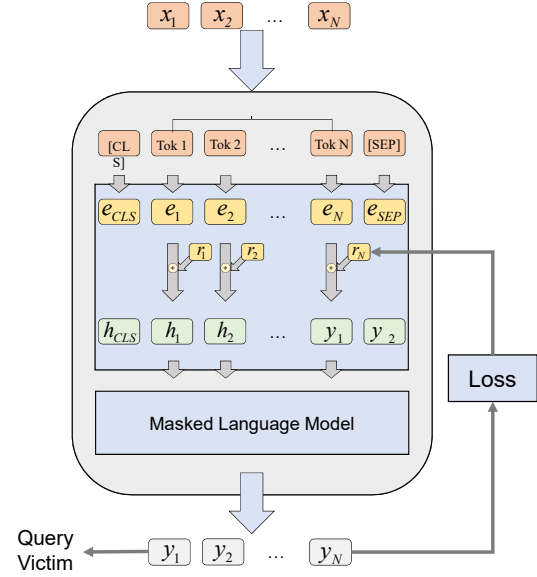 x1 x2 ... xN
[CL
S] Tok 1 Tok 2 ... Tok N [SEP]
eCLS e1 e2 ... eN eSEP
r1 r2 rN
hCLS h1 h2 ... y1 y2
Loss
Masked Language Model
Query
Victim
y1 y2 ... yN